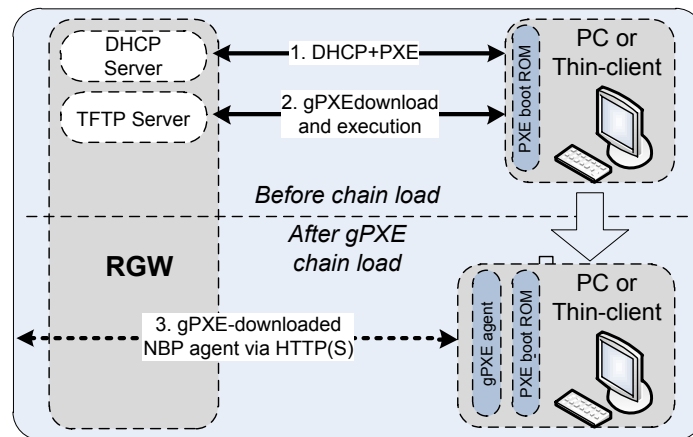 DHCP
Server
1. DHCP+PXE
PC or
Thin-client
PXE boot ROM
TFTP Server
2. gPXEdownload
and execution
Before chain load
After gPXE
chain load
RGW
3. gPXE-downloaded
NBP agent via HTTP(S)
gPXE agent
PXE boot ROM
PC or
Thin-client